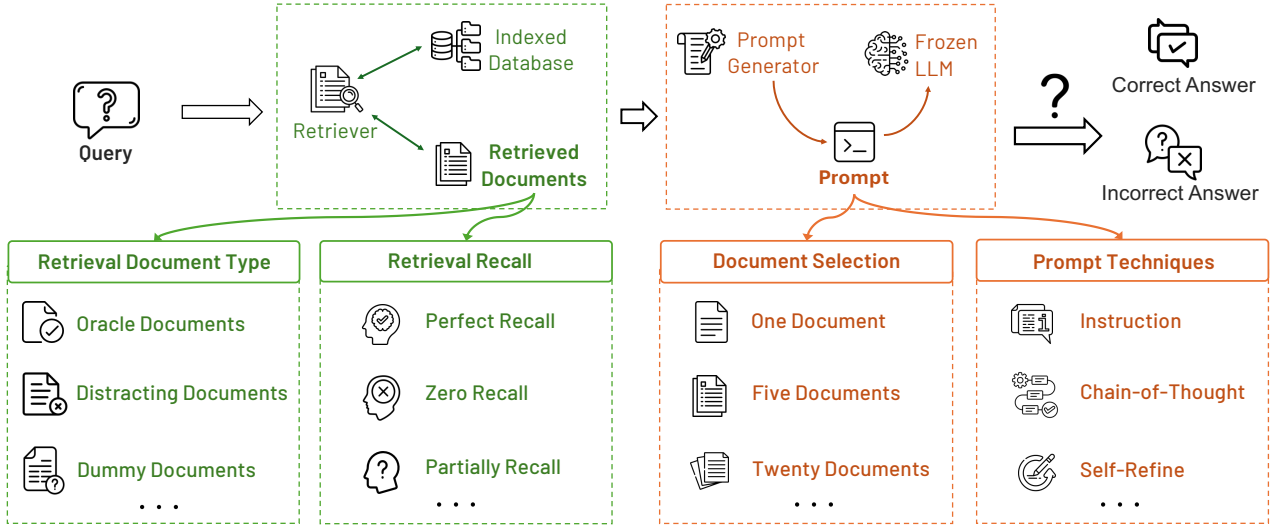 Query
Retriever
Indexed
Database
Retrieved
Documents
Prompt
Generator
Frozen
LLM
Prompt
?
Correct Answer
Incorrect Answer
Retrieval Document Type
Oracle Documents
Distracting Documents
Dummy Documents
. . .
Retrieval Recall
Perfect Recall
Zero Recall
Partially Recall
. . .
Document Selection
One Document
Five Documents
Twenty Documents
. . .
Prompt Techniques
Instruction
Chain-of-Thought
Self-Refine
. . .